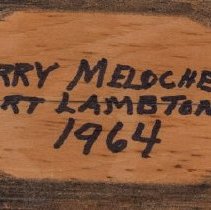 RRY MELOCHE
RT LAMBTON
1964